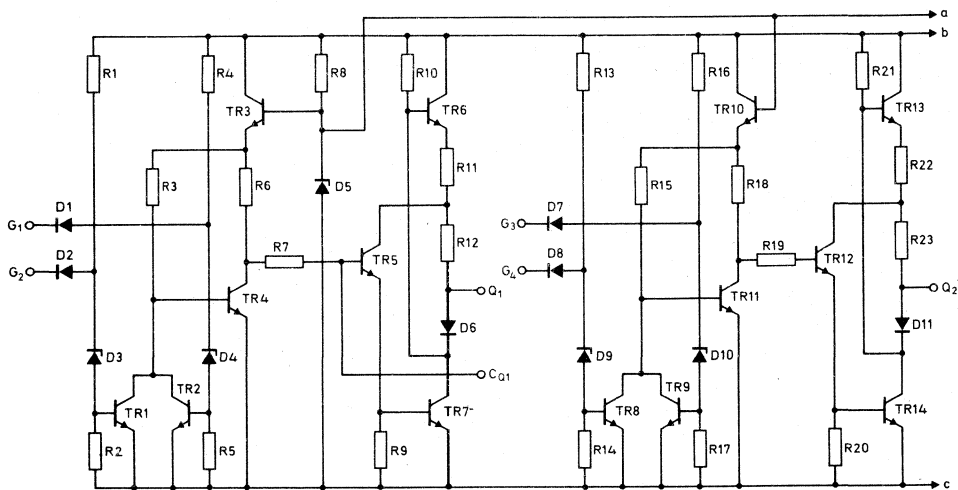 a
b
R1
R4
R8
R10
R13
R16
R21
TR3
TR6
TR10
TR13
R3
R6
D5
R11
R15
R18
R22
D1
D7
G1
R12
G3
R23
D2
R7
TR5
D8
R19
TR12
G2
G4
TR4
Q1
TR11
Q2
D6
D11
D3
D4
CQ1
D9
D10
TR1
TR2
TR7
TR8
TR9
TR14
R2
R5
R9
R14
R17
R20
c